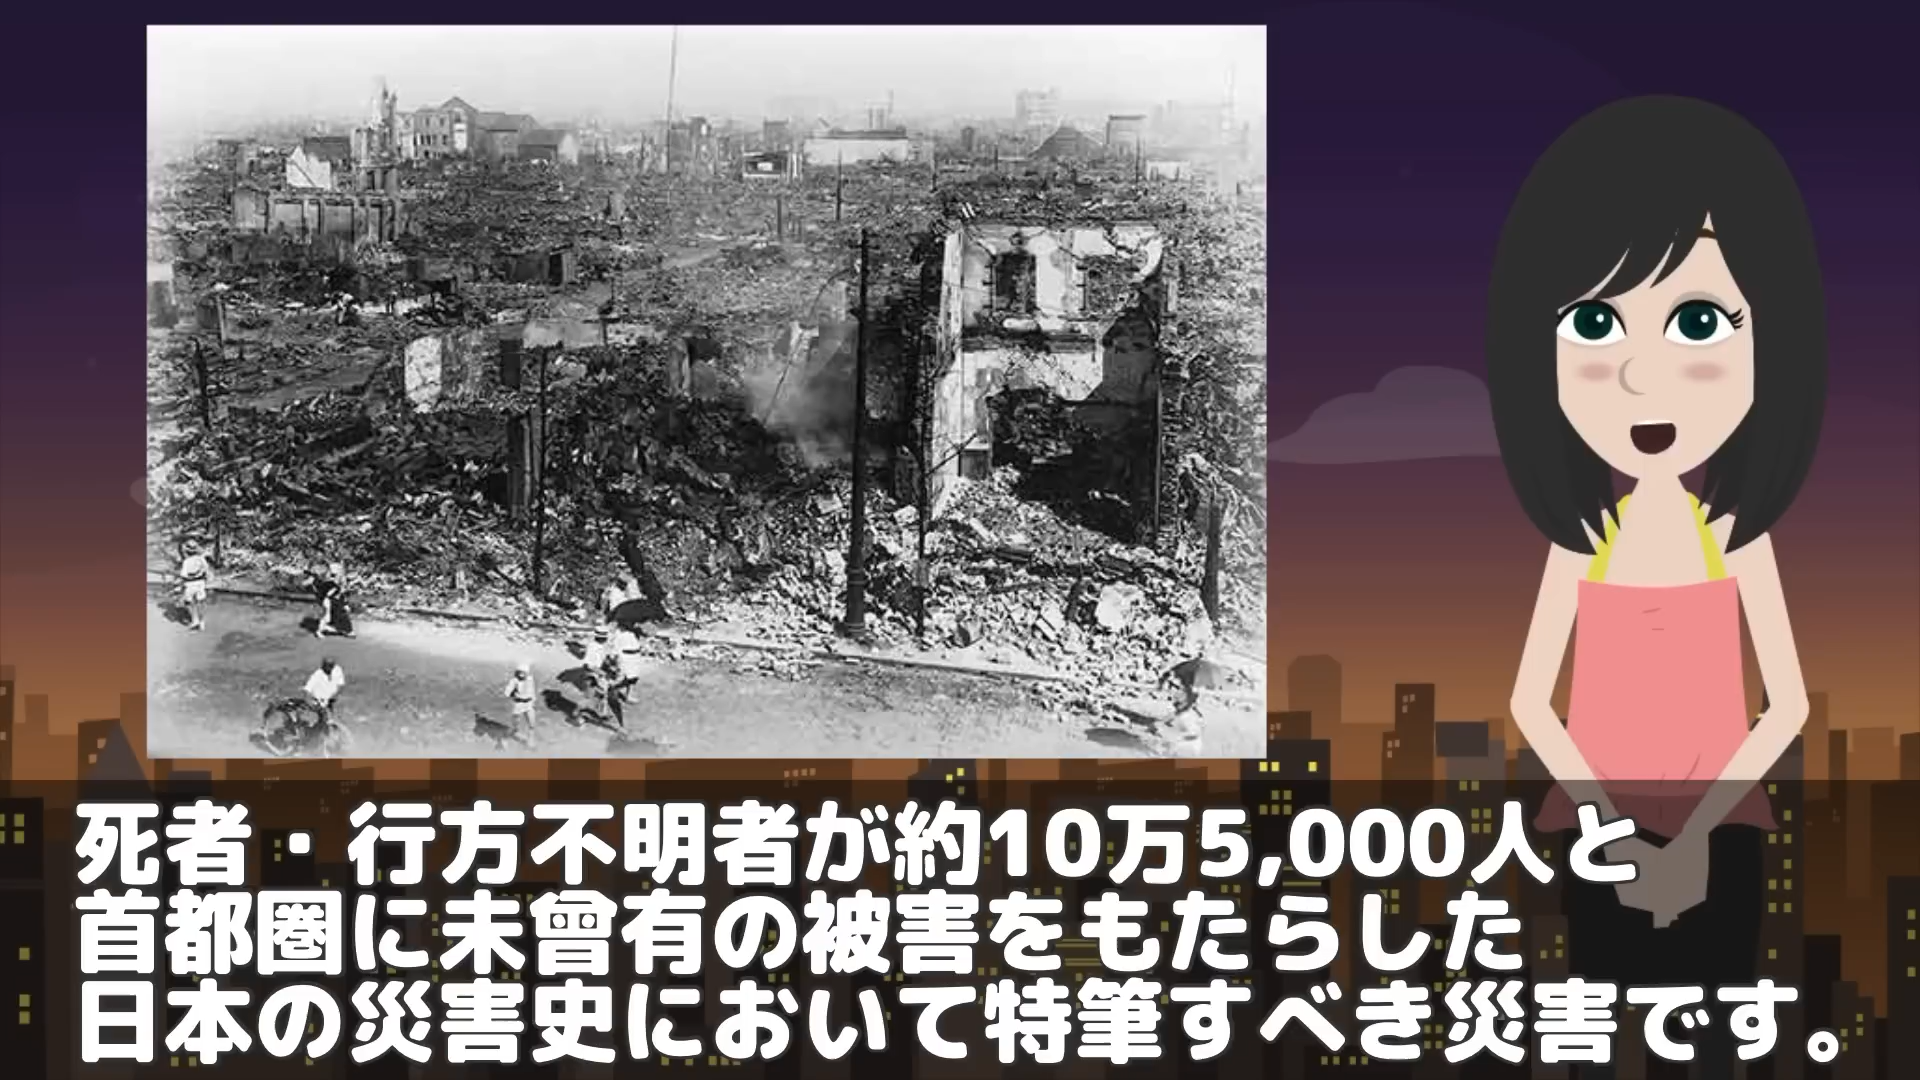 死者・行方不明者が約10万5,000人と
首都圏に未曾有の被害をもたらした
日本の災害史において特筆すべき災害です。